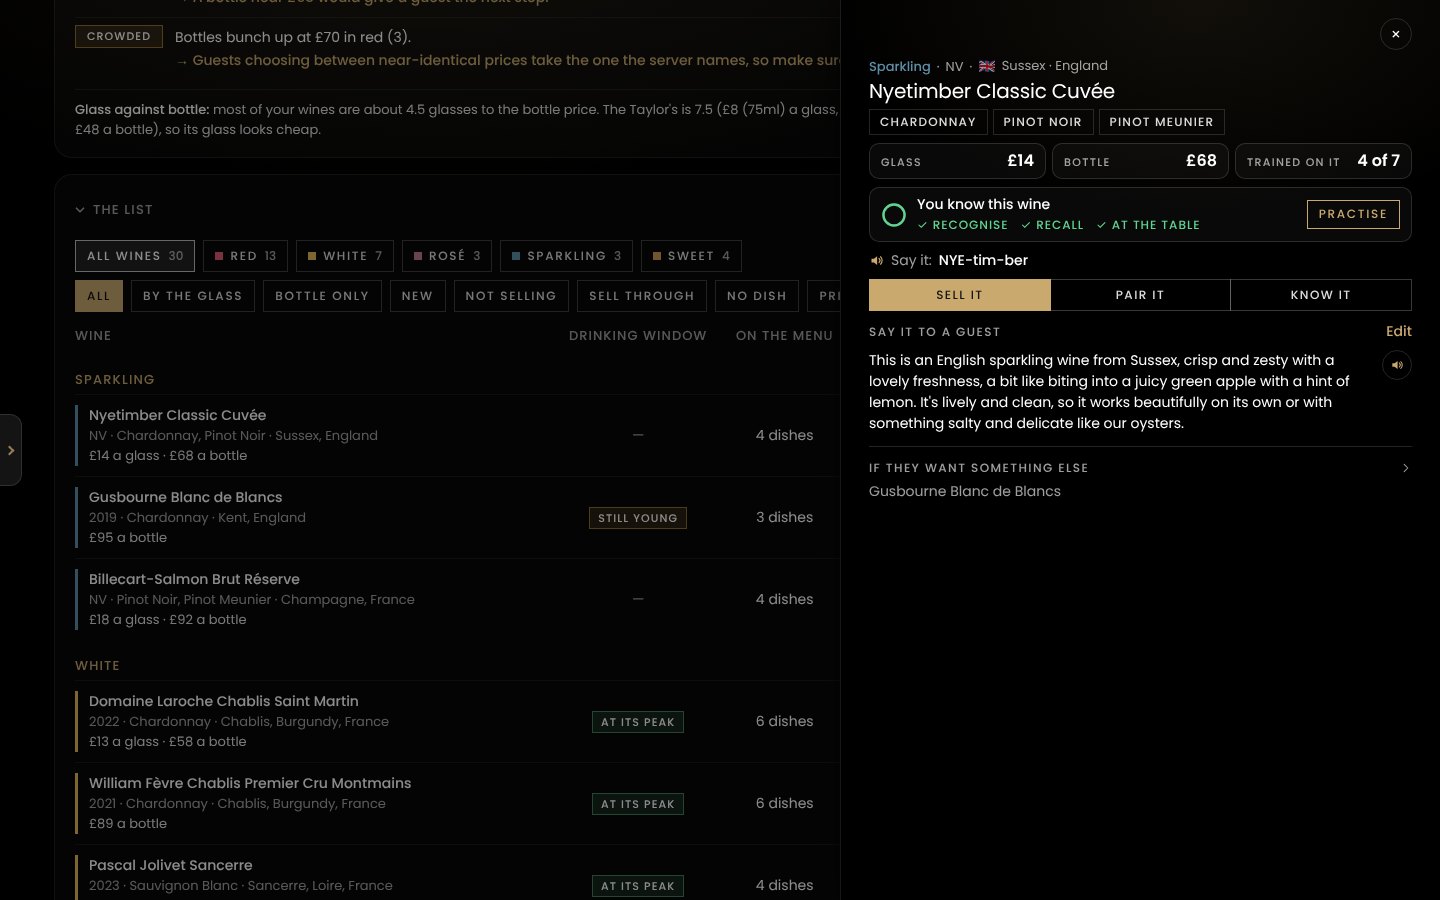 → A bottle near £60 would give a guest the next step.
CROWDED Bottles bunch up at £70 in red (3).
→ Guests choosing between near-identical prices take the one the server names, so make sure
Glass against bottle: most of your wines are about 4.5 glasses to the bottle price. The Taylor's is 7.5 (£8 (75ml) a glass,
£48 a bottle), so its glass looks cheap.
THE LIST
ALL WINES 30 RED 13 WHITE 7 ROSÉ 3 SPARKLING 3 SWEET 4
ALL BY THE GLASS BOTTLE ONLY NEW NOT SELLING SELL THROUGH NO DISH
WINE DRINKING WINDOW ON THE MENU
SPARKLING
Nyetimber Classic Cuvée
NV · Chardonnay, Pinot Noir · Sussex, England — 4 dishes
£14 a glass · £68 a bottle
Gusbourne Blanc de Blancs
2019 · Chardonnay · Kent, England STILL YOUNG 3 dishes
£95 a bottle
Billecart-Salmon Brut Réserve
NV · Pinot Noir, Pinot Meunier · Champagne, France — 4 dishes
£18 a glass · £92 a bottle
WHITE
Domaine Laroche Chablis Saint Martin
2022 · Chardonnay · Chablis, Burgundy, France AT ITS PEAK 6 dishes
£13 a glass · £58 a bottle
William Fèvre Chablis Premier Cru Montmains
2021 · Chardonnay · Chablis, Burgundy, France AT ITS PEAK 6 dishes
£89 a bottle
Pascal Jolivet Sancerre
2023 · Sauvignon Blanc · Sancerre, Loire, France AT ITS PEAK 4 dishes
Sparkling · NV · Sussex · England
Nyetimber Classic Cuvée
CHARDONNAY PINOT NOIR PINOT MEUNIER
GLASS £14 BOTTLE £68 TRAINED ON IT 4 of 7
You know this wine
✓ RECOGNISE ✓ RECALL ✓ AT THE TABLE
PRACTISE
Say it: NYE-tim-ber
SELL IT PAIR IT KNOW IT
SAY IT TO A GUEST Edit
This is an English sparkling wine from Sussex, crisp and zesty with a
lovely freshness, a bit like biting into a juicy green apple with a hint of
lemon. It's lively and clean, so it works beautifully on its own or with
something salty and delicate like our oysters.
IF THEY WANT SOMETHING ELSE
Gusbourne Blanc de Blancs